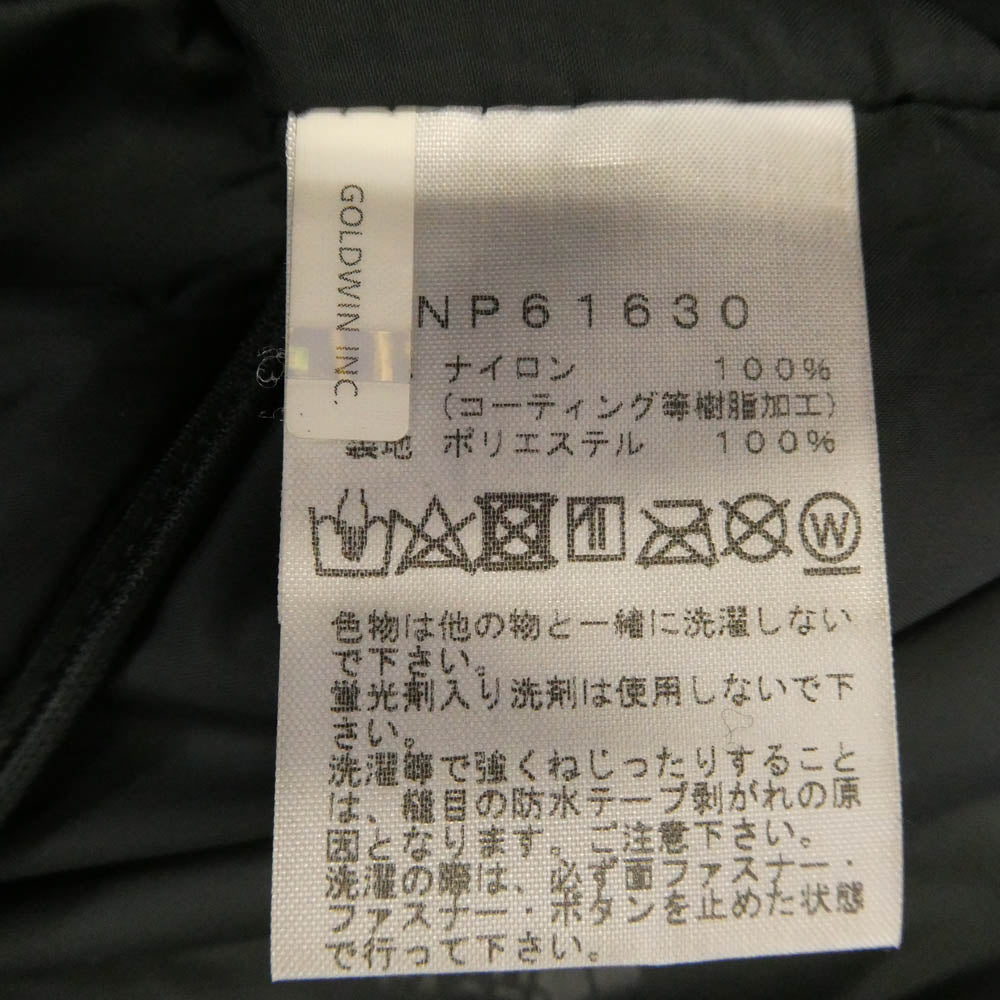 GOLDWIN INC.
NP61630
ナイロン 100%
(コーティング等樹脂加工)
裏地 ポリエステル 100%
W
色物は他の物と一緒に洗濯しない
で下さい。
蛍光剤入り洗剤は使用しないで下
さい。
洗濯等で強くねじったりすること
は、縫目の防水テープ剥がれの原
因となります。ご注意下さい。
洗濯の際は、必ず面ファスナー・
ファスナー・ボタンを止めた状態
で行って下さい。